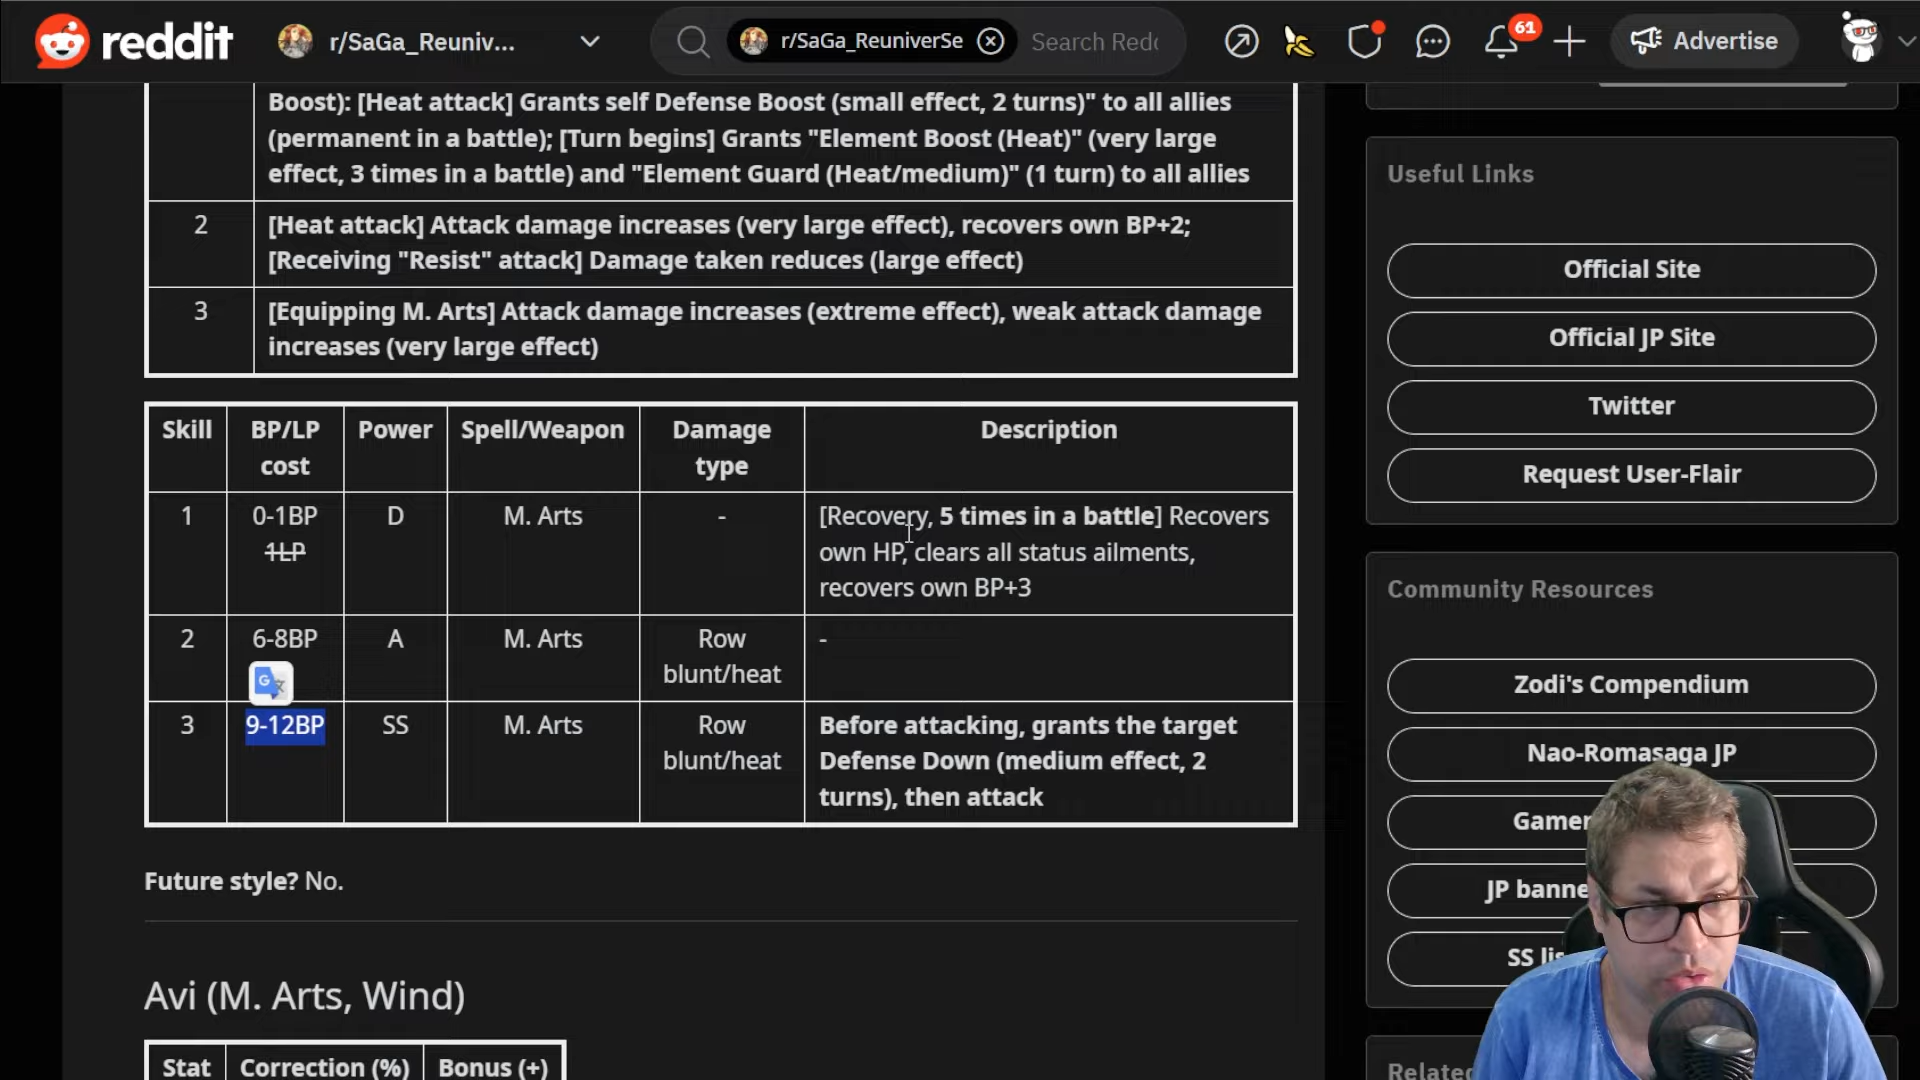 reddit
r/SaGa_Reuniv...
r/SaGa_ReuniverSe
Search Redd
61
Advertise
Boost): [Heat attack] Grants self Defense Boost (small effect, 2 turns)" to all allies
(permanent in a battle); [Turn begins] Grants "Element Boost (Heat)" (very large
effect, 3 times in a battle) and "Element Guard (Heat/medium)" (1 turn) to all allies
2
[Heat attack] Attack damage increases (very large effect), recovers own BP+2;
[Receiving "Resist" attack] Damage taken reduces (large effect)
3
[Equipping M. Arts] Attack damage increases (extreme effect), weak attack damage
increases (very large effect)
Skill
BP/LP
cost
Power
Spell/Weapon
Damage
type
Description
1
0-1BP
1LP
D
M. Arts
-
[Recovery, 5 times in a battle] Recovers
own HP, clears all status ailments,
recovers own BP+3
2
6-8BP
A
M. Arts
Row
blunt/heat
-
3
9-12BP
SS
M. Arts
Row
blunt/heat
Before attacking, grants the target
Defense Down (medium effect, 2
turns), then attack
Future style? No.
Avi (M. Arts, Wind)
Stat
Correction (%)
Bonus (+)
Useful Links
Official Site
Official JP Site
Twitter
Request User-Flair
Community Resources
Zodi's Compendium
Nao-Romasaga JP
Gamer
JP banne
SS lis
Related